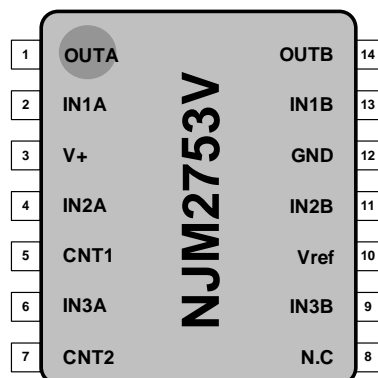 1 OUTA OUTB 14
2 IN1A IN1B 13
3 V+ GND 12
4 IN2A IN2B 11
5 CNT1 Vref 10
6 IN3A IN3B 9
7 CNT2 N.C 8
NJM2753V